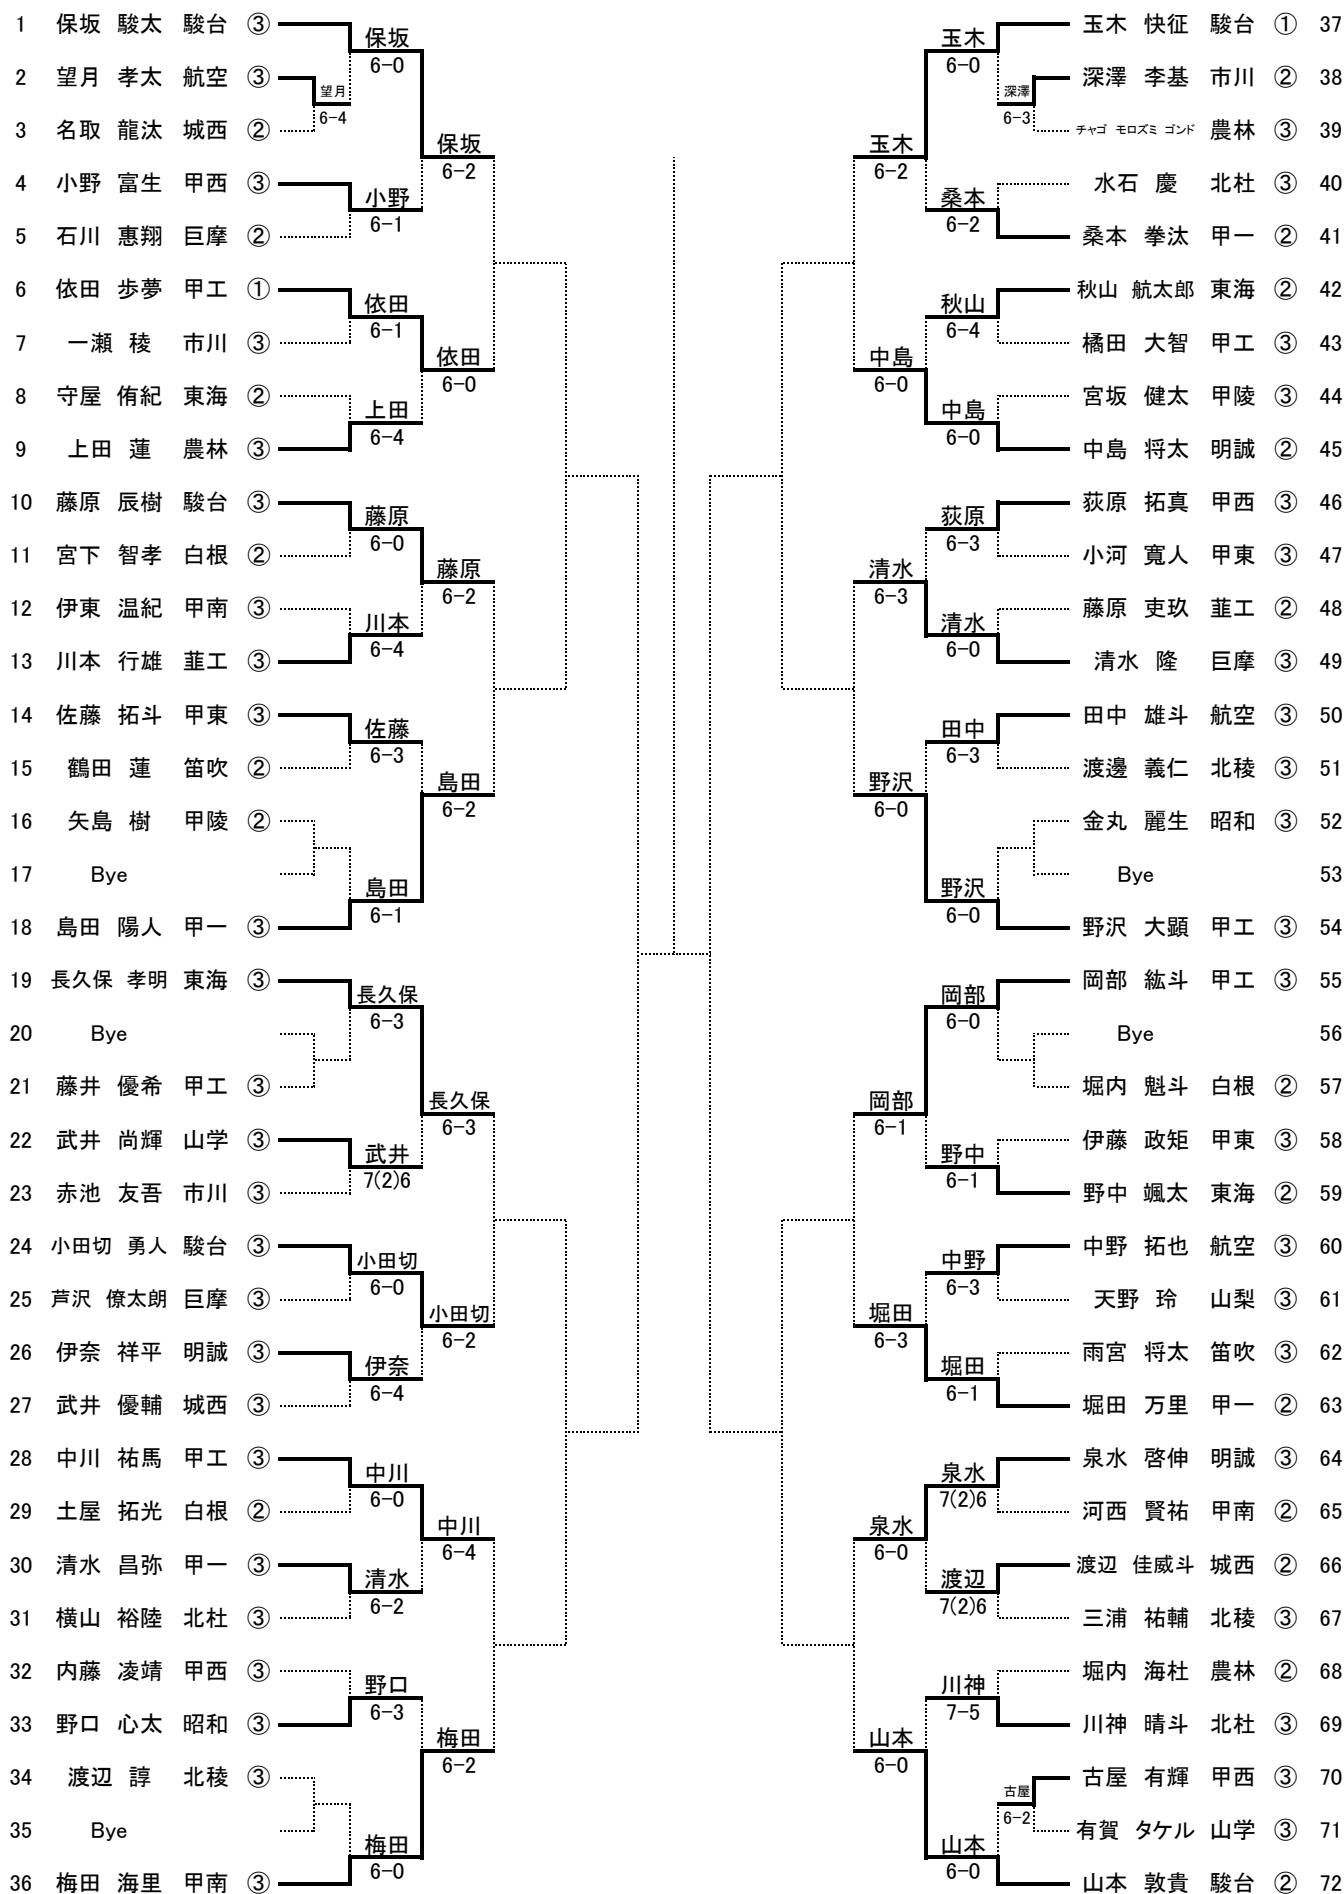 1 保坂 駿太 駿台 ③
2 望月 孝太 航空 ③
3 名取 龍汰 城西 ②
4 小野 富生 甲西 ③
5 石川 惠翔 巨摩 ②
6 依田 歩夢 甲工 ①
7 一瀬 稜 市川 ③
8 守屋 侑紀 東海 ②
9 上田 蓮 農林 ③
10 藤原 辰樹 駿台 ③
11 宮下 智孝 白根 ②
12 伊東 温紀 甲南 ③
13 川本 行雄 韮工 ③
14 佐藤 拓斗 甲東 ③
15 鶴田 蓮 笛吹 ②
16 矢島 樹 甲陵 ②
17 Bye
18 島田 陽人 甲一 ③
19 長久保 孝明 東海 ③
20 Bye
21 藤井 優希 甲工 ③
22 武井 尚輝 山学 ③
23 赤池 友吾 市川 ③
24 小田切 勇人 駿台 ③
25 芦沢 僚太朗 巨摩 ③
26 伊奈 祥平 明誠 ③
27 武井 優輔 城西 ③
28 中川 祐馬 甲工 ③
29 土屋 拓光 白根 ②
30 清水 昌弥 甲一 ③
31 横山 裕陸 北杜 ③
32 内藤 凌靖 甲西 ③
33 野口 心太 昭和 ③
34 渡辺 諄 北稜 ③
35 Bye
36 梅田 海里 甲南 ③
望月
6-4
保坂
6-0
小野
6-1
依田
6-1
上田
6-4
藤原
6-0
川本
6-4
佐藤
6-3
島田
6-1
長久保
6-3
武井
7(2)6
小田切
6-0
伊奈
6-4
中川
6-0
清水
6-2
野口
6-3
梅田
6-0
保坂
6-2
依田
6-0
藤原
6-2
島田
6-2
長久保
6-3
小田切
6-2
中川
6-4
梅田
6-2
玉木
6-2
中島
6-0
清水
6-3
野沢
6-0
岡部
6-1
堀田
6-3
泉水
6-0
山本
6-0
玉木
6-0
桑本
6-2
秋山
6-4
中島
6-0
荻原
6-3
清水
6-0
田中
6-3
野沢
6-0
岡部
6-0
野中
6-1
中野
6-3
堀田
6-1
泉水
7(2)6
渡辺
7(2)6
川神
7-5
山本
6-0
深澤
6-3
古屋
6-2
玉木 快征 駿台 ① 37
深澤 李基 市川 ② 38
チャゴ モロズミ ゴンド 農林 ③ 39
水石 慶 北杜 ③ 40
桑本 拳汰 甲一 ② 41
秋山 航太郎 東海 ② 42
橘田 大智 甲工 ③ 43
宮坂 健太 甲陵 ③ 44
中島 将太 明誠 ② 45
荻原 拓真 甲西 ③ 46
小河 寛人 甲東 ③ 47
藤原 吏玖 韮工 ② 48
清水 隆 巨摩 ③ 49
田中 雄斗 航空 ③ 50
渡邊 義仁 北稜 ③ 51
金丸 麗生 昭和 ③ 52
Bye 53
野沢 大顕 甲工 ③ 54
岡部 紘斗 甲工 ③ 55
Bye 56
堀内 魁斗 白根 ② 57
伊藤 政矩 甲東 ③ 58
野中 颯太 東海 ② 59
中野 拓也 航空 ③ 60
天野 玲 山梨 ③ 61
雨宮 将太 笛吹 ③ 62
堀田 万里 甲一 ② 63
泉水 啓伸 明誠 ③ 64
河西 賢祐 甲南 ② 65
渡辺 佳威斗 城西 ② 66
三浦 祐輔 北稜 ③ 67
堀内 海杜 農林 ② 68
川神 晴斗 北杜 ③ 69
古屋 有輝 甲西 ③ 70
有賀 タケル 山学 ③ 71
山本 敦貴 駿台 ② 72